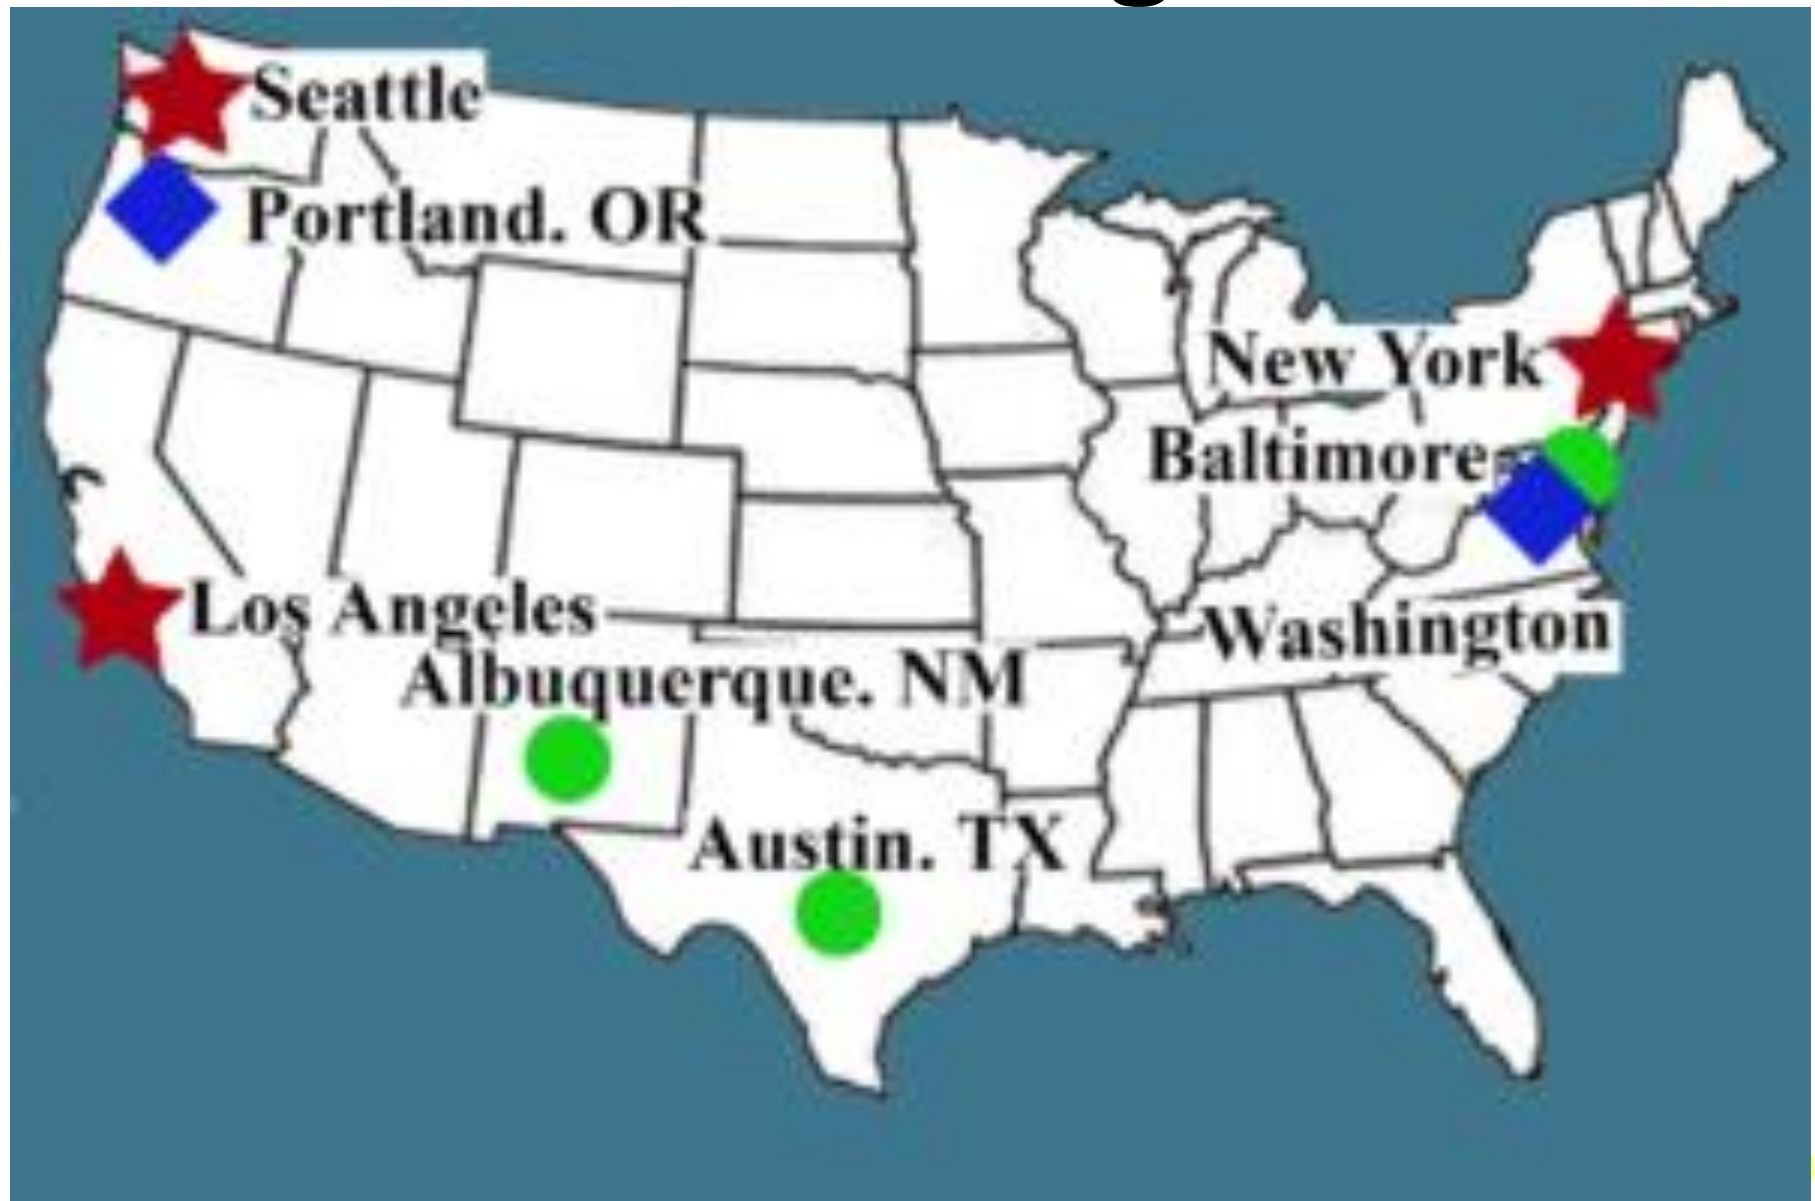 Seattle
Portland. OR
New York
Baltimore
Los Angeles
Washington
Albuquerque. NM
Austin. TX